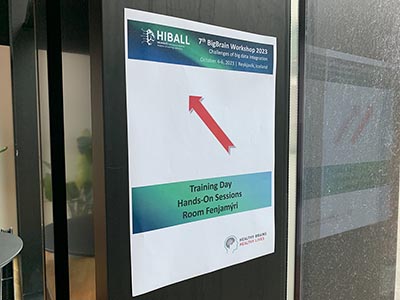 HIBALL
7th BigBrain Workshop 2023
Challenges of big data integration
October 4-6, 2023 | Reykjavik, Iceland
Training Day
Hands-On Sessions
Room Fenjamýri
HEALTHY BRAINS
HEALTHY LIVES